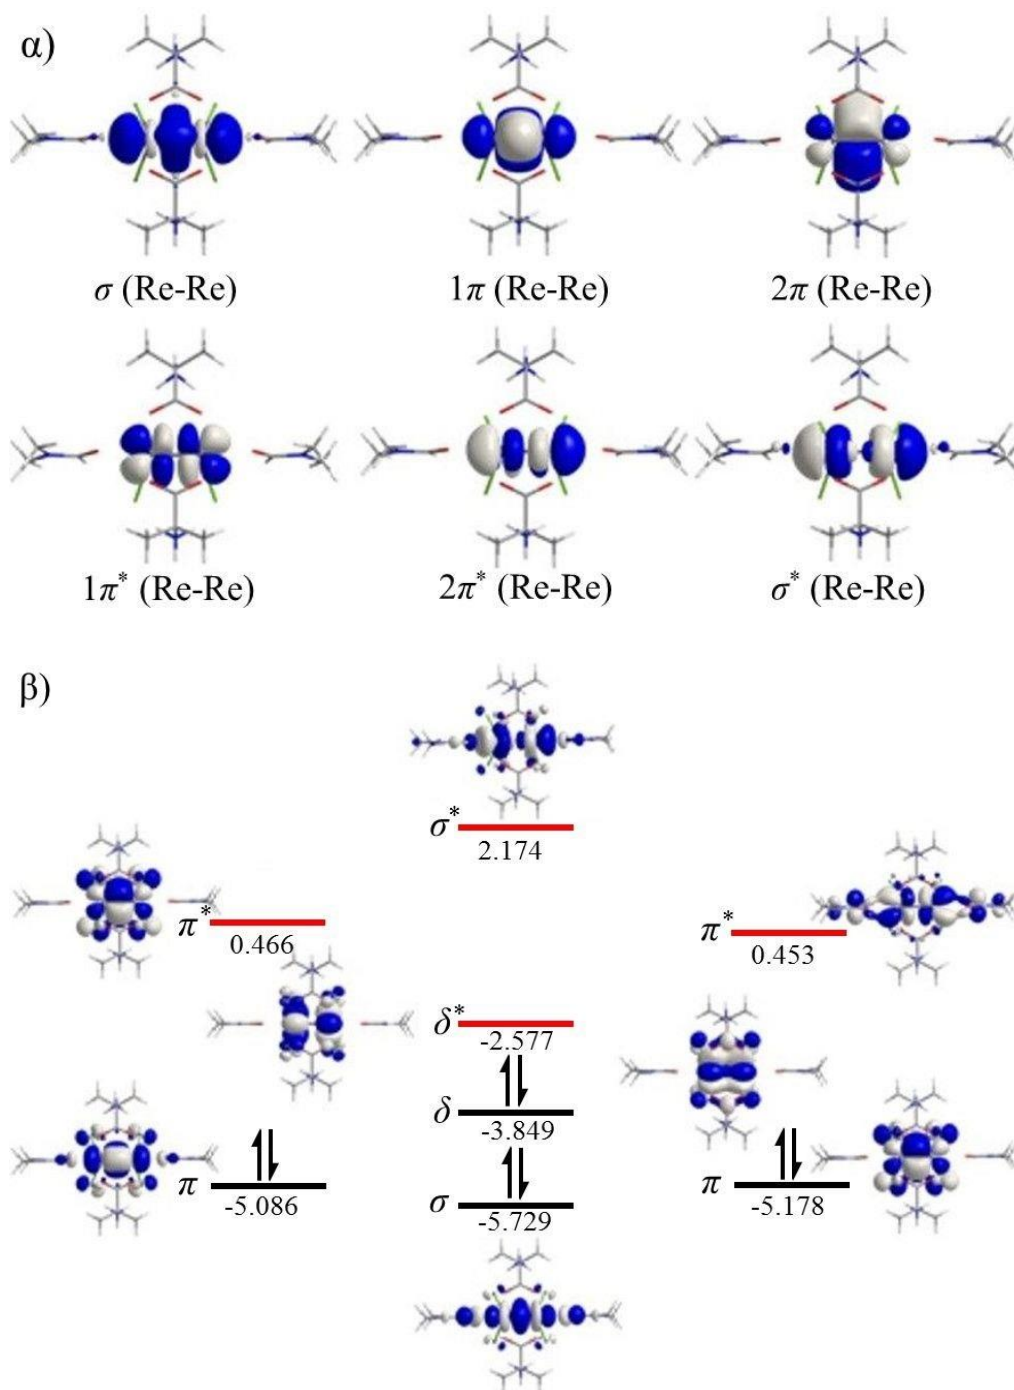 α)
σ (Re-Re) 1π (Re-Re) 2π (Re-Re)
1π* (Re-Re) 2π* (Re-Re) σ* (Re-Re)
β)
σ*
2.174
π*
0.466
π*
0.453
δ*
-2.577
δ
-3.849
π
-5.086
σ
-5.729
π
-5.178